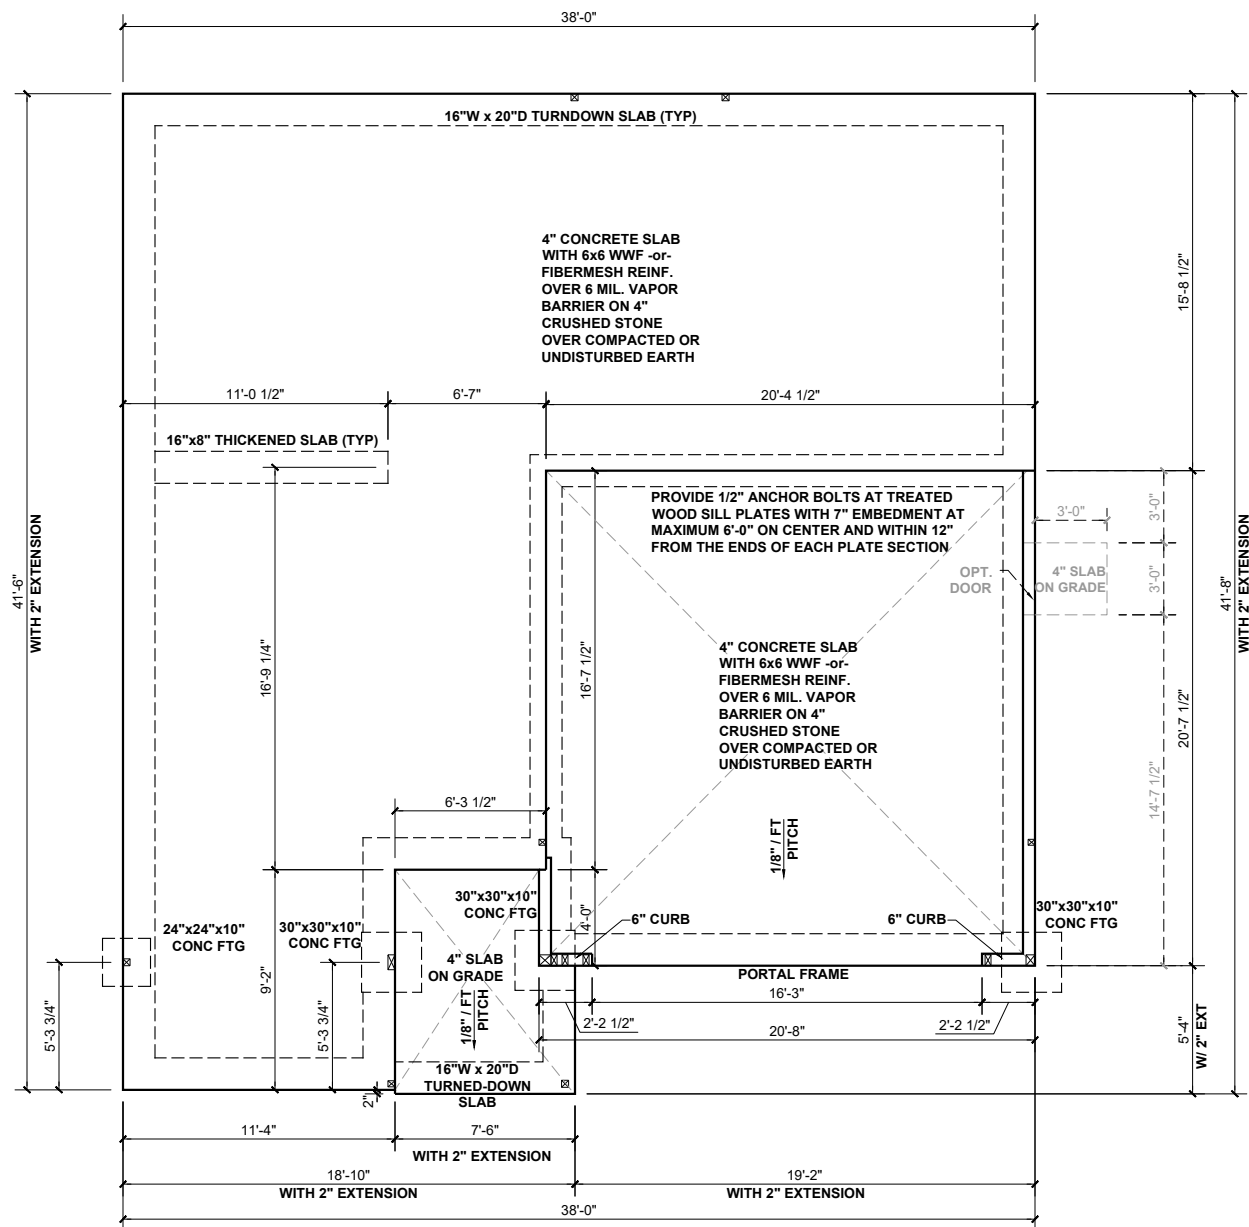 38'-0"
16"W x 20"D TURNDOWN SLAB (TYP)
4" CONCRETE SLAB
WITH 6x6 WWF -or-
FIBERMESH REINF.
OVER 6 MIL. VAPOR
BARRIER ON 4"
CRUSHED STONE
OVER COMPACTED OR
UNDISTURBED EARTH
15'-8 1/2"
11'-0 1/2"
6'-7"
20'-4 1/2"
16"x8" THICKENED SLAB (TYP)
PROVIDE 1/2" ANCHOR BOLTS AT TREATED
WOOD SILL PLATES WITH 7" EMBEDMENT AT
MAXIMUM 6'-0" ON CENTER AND WITHIN 12"
FROM THE ENDS OF EACH PLATE SECTION
3'-0"
3'-0"
OPT.
DOOR
4" SLAB
ON GRADE
3'-0"
41'-6"
WITH 2" EXTENSION
41'-8"
WITH 2" EXTENSION
16'-9 1/4"
16'-7 1/2"
4" CONCRETE SLAB
WITH 6x6 WWF -or-
FIBERMESH REINF.
OVER 6 MIL. VAPOR
BARRIER ON 4"
CRUSHED STONE
OVER COMPACTED OR
UNDISTURBED EARTH
20'-7 1/2"
14'-7 1/2"
6'-3 1/2"
1/8" / FT
PITCH
30"x30"x10"
CONC FTG
24"x24"x10"
CONC FTG
30"x30"x10"
CONC FTG
4'-0"
6" CURB
6" CURB
30"x30"x10"
CONC FTG
4" SLAB
ON GRADE
PORTAL FRAME
9'-2"
16'-3"
1/8" / FT
PITCH
2'-2 1/2"
2'-2 1/2"
20'-8"
5'-3 3/4"
5'-3 3/4"
5'-4"
W/ 2" EXT
16"W x 20"D
TURNED-DOWN
SLAB
2"
11'-4"
7'-6"
WITH 2" EXTENSION
18'-10"
WITH 2" EXTENSION
19'-2"
WITH 2" EXTENSION
38'-0"